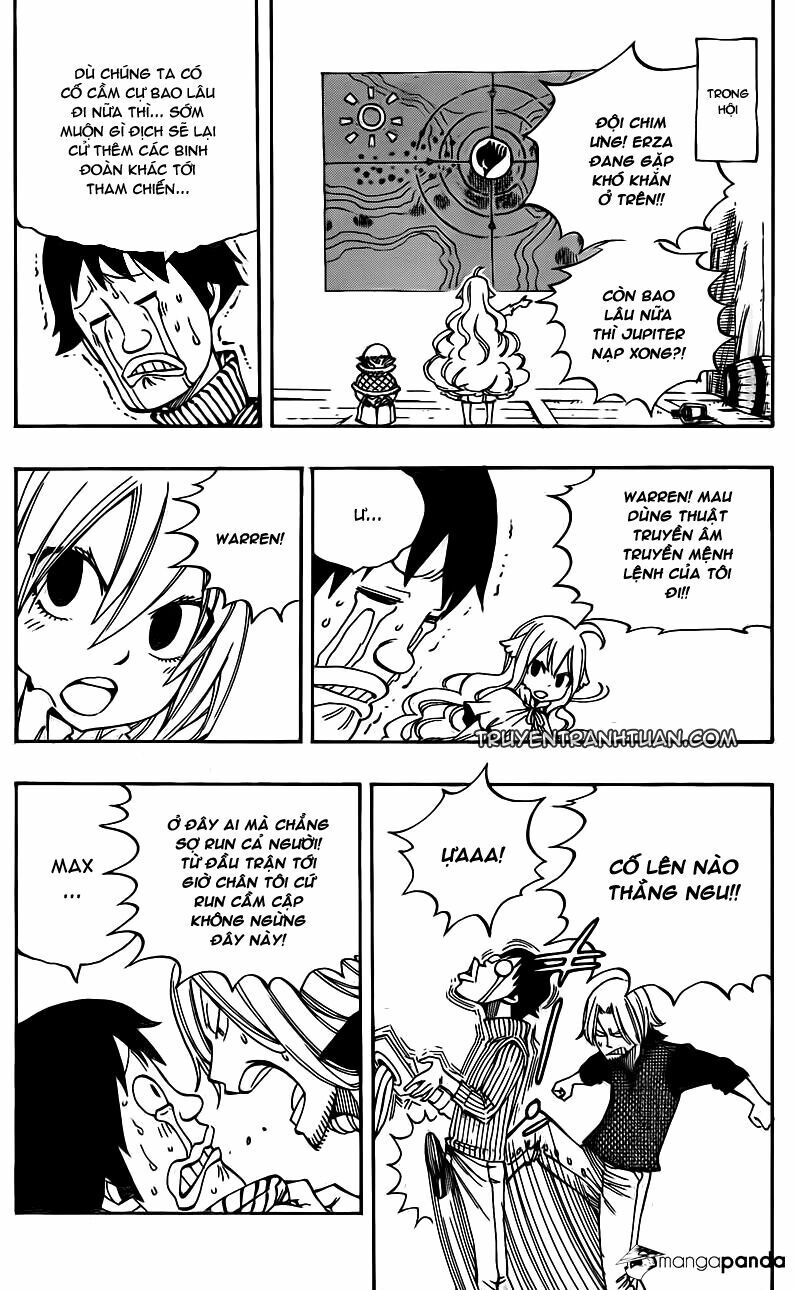 TRONG
HỘI
ĐỘI CHIM
ƯNG! ERZA
ĐANG GẶP
KHÓ KHĂN
Ở TRÊN!!
CÒN BAO
LÂU NỮA
THÌ JUPITER
NẠP XONG?!
DÙ CHÚNG TA CÓ
CỐ CẦM CỰ BAO LÂU
ĐI NỮA THÌ... SỚM
MUỘN GÌ ĐỊCH SẼ LẠI
CỬ THÊM CÁC BINH
ĐOÀN KHÁC TỚI
THAM CHIẾN...
WARREN! MAU
DÙNG THUẬT
TRUYỀN ÂM
TRUYỀN MỆNH
LỆNH CỦA TÔI
ĐI!!
Ư...
WARREN!
TRUYENTRANHTUAN.COM
CỐ LÊN NÀO
THẰNG NGU!!
ỰAAA!
Ở ĐÂY AI MÀ CHẲNG
SỢ RUN CẢ NGƯỜI!
TỪ ĐẦU TRẬN TỚI
GIỜ CHÂN TÔI CỨ
RUN CẦM CẬP
KHÔNG NGỪNG
ĐÂY NÀY!
MAX
...
mangapanda